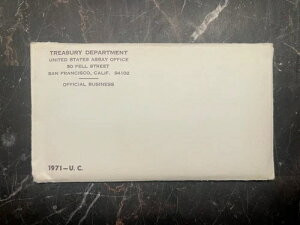 TREASURY DEPARTMENT
UNITED STATES ASSAY OFFICE
50 FELL STREET
SAN FRANCISCO, CALIF. 94102
OFFICIAL BUSINESS
1971—U. C.